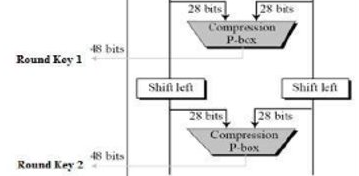 28 bits 28 bits
Compression
P-box
48 bits
Round Key 1
Shift left Shift left
28 bits 28 bits
Compression
P-box
48 bits
Round Key 2